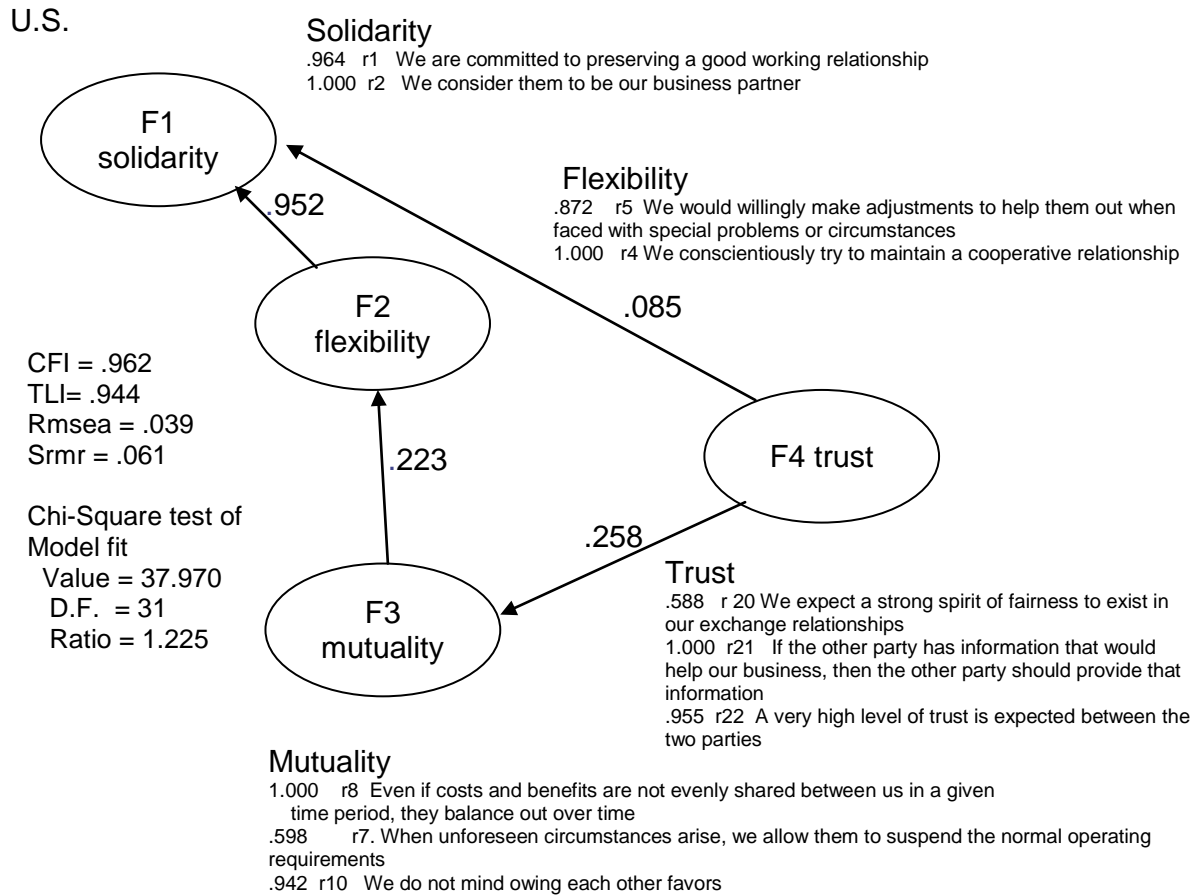 U.S.
Solidarity
.964 r1 We are committed to preserving a good working relationship
1.000 r2 We consider them to be our business partner
F1
solidarity
.952
Flexibility
.872 r5 We would willingly make adjustments to help them out when
faced with special problems or circumstances
1.000 r4 We conscientiously try to maintain a cooperative relationship
F2
flexibility
.085
CFI = .962
TLI= .944
Rmsea = .039
Srmr = .061
.223
F4 trust
Chi-Square test of
Model fit
Value = 37.970
D.F. = 31
Ratio = 1.225
.258
F3
mutuality
Trust
.588 r 20 We expect a strong spirit of fairness to exist in
our exchange relationships
1.000 r21 If the other party has information that would
help our business, then the other party should provide that
information
.955 r22 A very high level of trust is expected between the
two parties
Mutuality
1.000 r8 Even if costs and benefits are not evenly shared between us in a given
time period, they balance out over time
.598 r7. When unforeseen circumstances arise, we allow them to suspend the normal operating
requirements
.942 r10 We do not mind owing each other favors